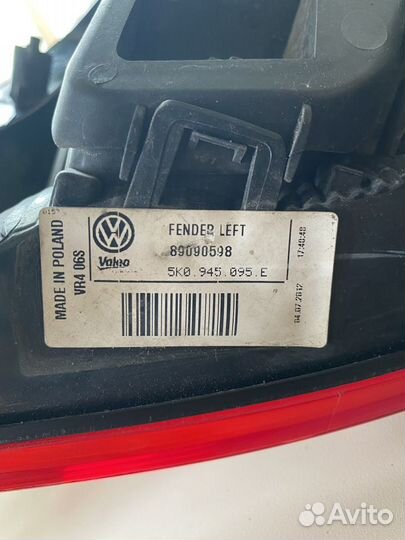 0157
MADE IN POLAND
VR4 06S
Valeo
FENDER LEFT
89090598
5K0.945.095.E
17:40:48
04.07.2012
Avito